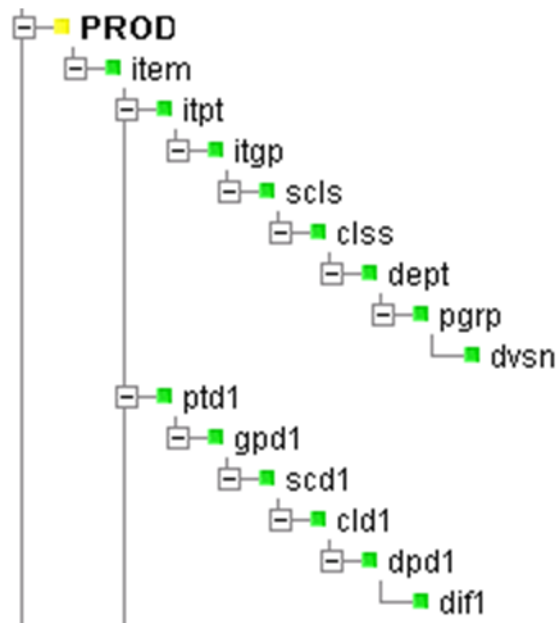 PROD
item
itpt
itgp
scls
clss
dept
pgrp
dvsn
ptd1
gpd1
scd1
cld1
dpd1
dif1